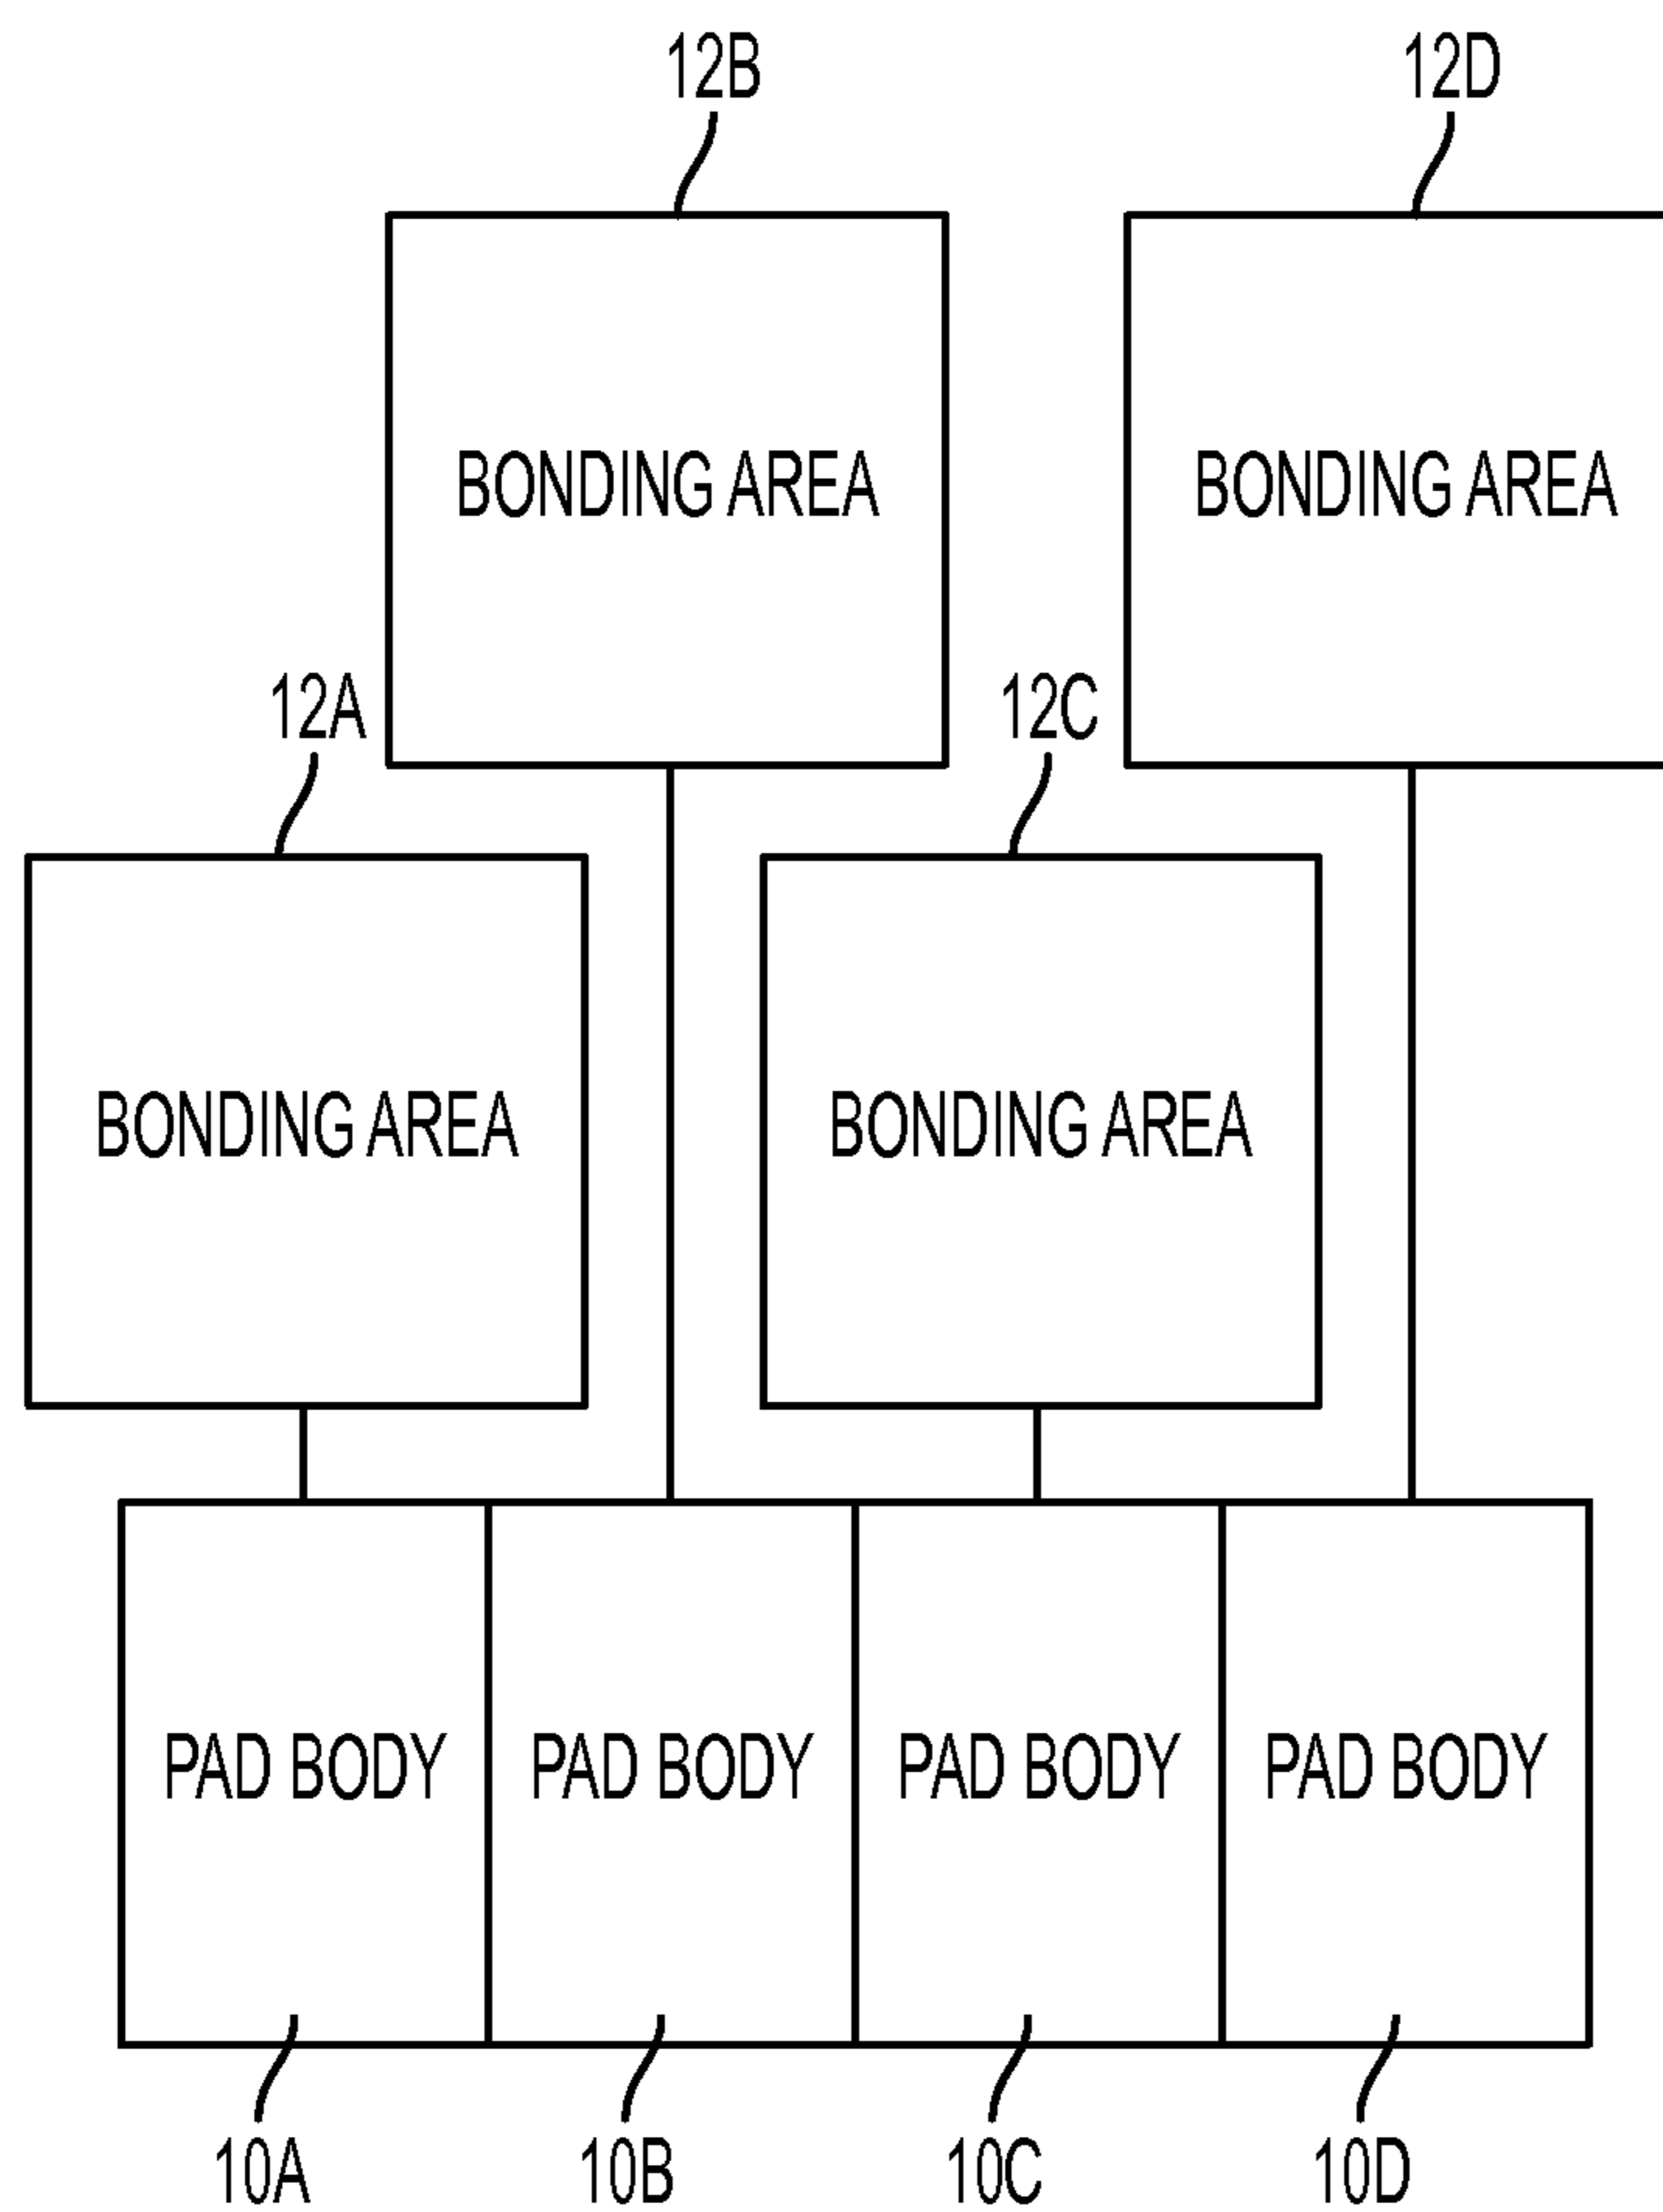 12B
12D
BONDING AREA
BONDING AREA
12A
12C
BONDING AREA
BONDING AREA
PAD BODY
PAD BODY
PAD BODY
PAD BODY
10A
10B
10C
10D